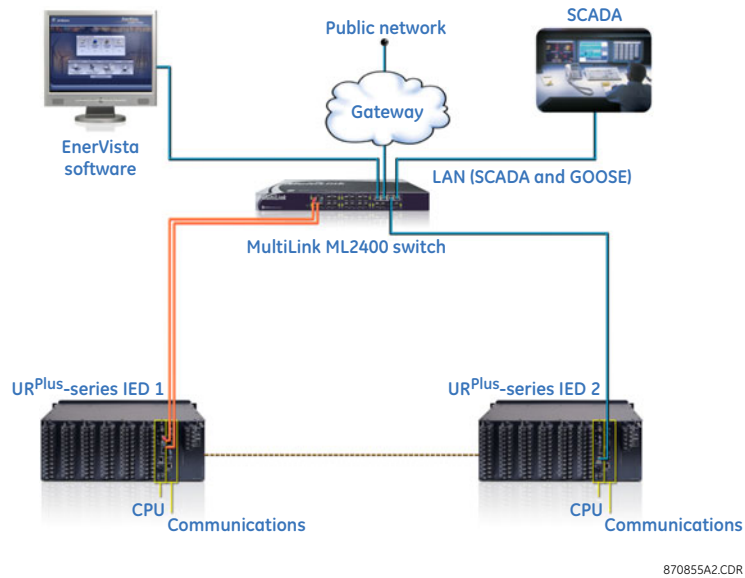 Public network
SCADA
Gateway
EnerVista
software
LAN (SCADA and GOOSE)
MultiLink ML2400 switch
URPlus-series IED 1
URPlus-series IED 2
CPU
Communications
CPU
Communications
870855A2.CDR